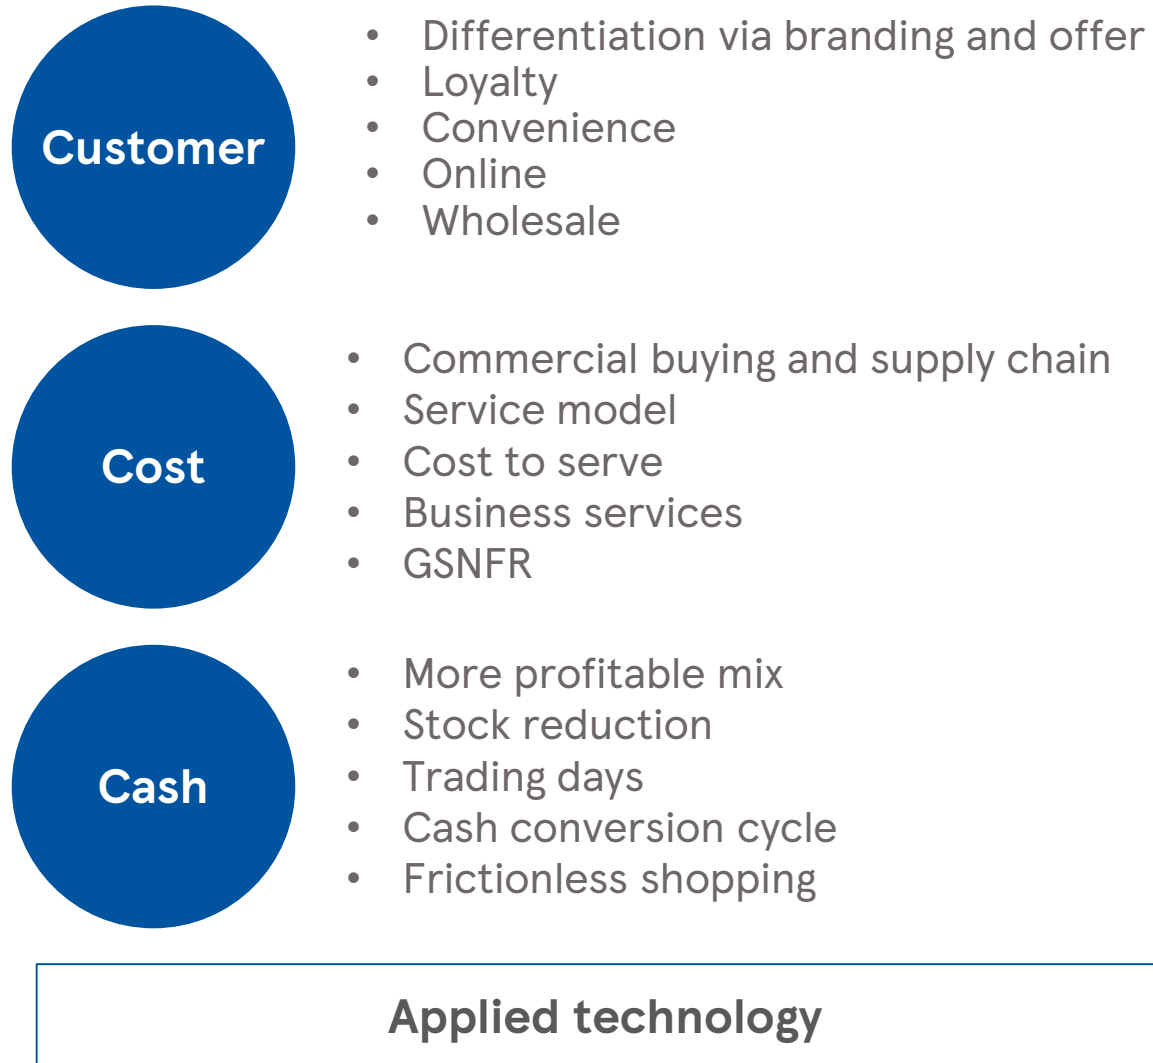 Customer
• Differentiation via branding and offer
• Loyalty
• Convenience
• Online
• Wholesale
Cost
• Commercial buying and supply chain
• Service model
• Cost to serve
• Business services
• GSNFR
Cash
• More profitable mix
• Stock reduction
• Trading days
• Cash conversion cycle
• Frictionless shopping
Applied technology